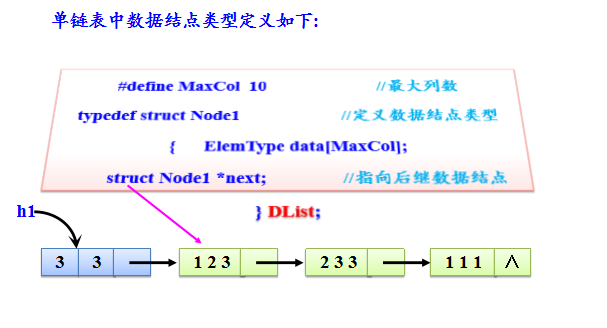 单链表中数据结点类型定义如下:
#define MaxCol 10 //最大列数
typedef struct Node1 //定义数据结点类型
{ ElemType data[MaxCol];
struct Node1 *next; //指向后继数据结点
} DList;
h1
3 3 1 2 3 2 3 3 1 1 1 ∧